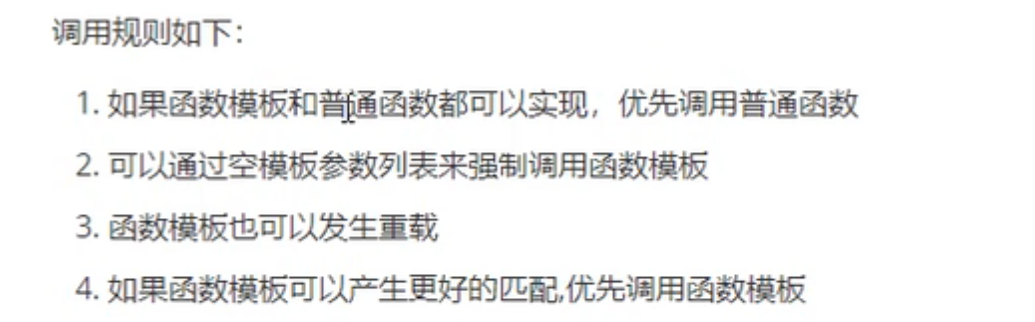 调用规则如下：
1. 如果函数模板和普通函数都可以实现，优先调用普通函数
2. 可以通过空模板参数列表来强制调用函数模板
3. 函数模板也可以发生重载
4. 如果函数模板可以产生更好的匹配,优先调用函数模板